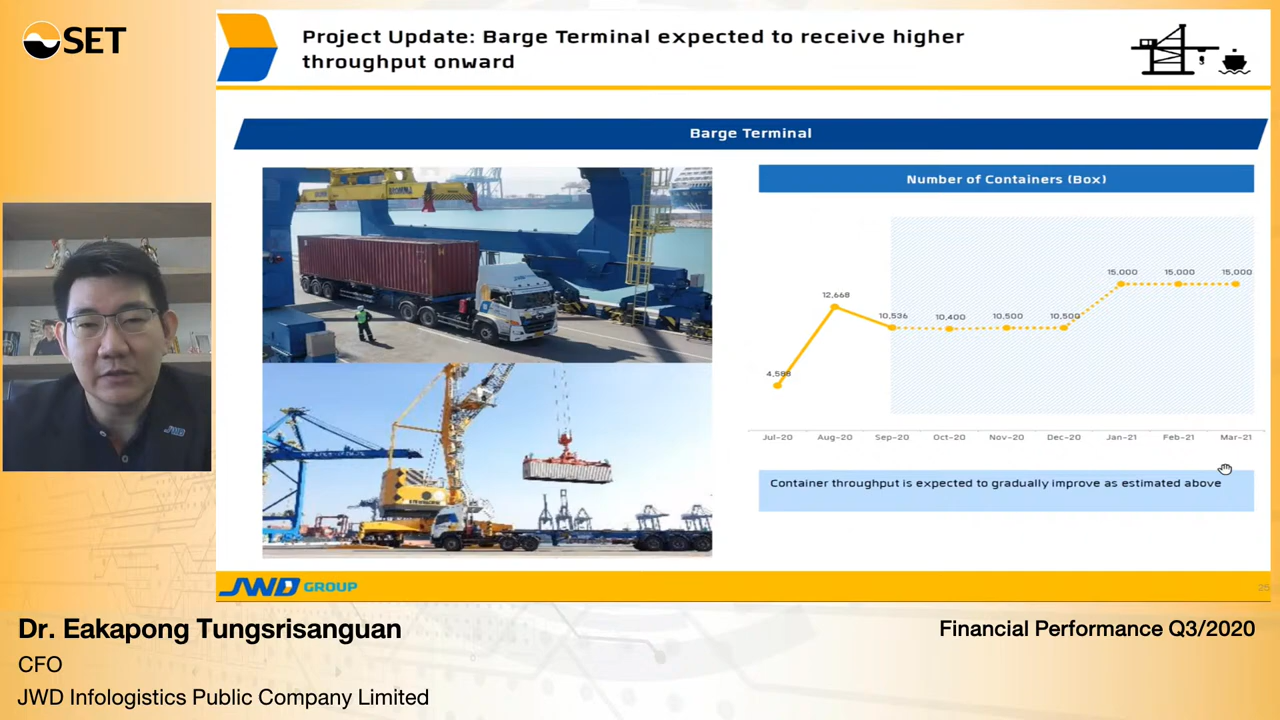 SET
Project Update: Barge Terminal expected to receive higher
throughput onward
Barge Terminal
Number of Containers (Box)
15,000 15,000 15,000
12,668
10,536 10,400 10,500 10,500
4,588
Jul-20 Aug-20 Sep-20 Oct-20 Nov-20 Dec-20 Jan-21 Feb-21 Mar-21
Container throughput is expected to gradually improve as estimated above
JWD
JWD GROUP
Dr. Eakapong Tungsrisanguan
CFO
JWD Infologistics Public Company Limited
Financial Performance Q3/2020